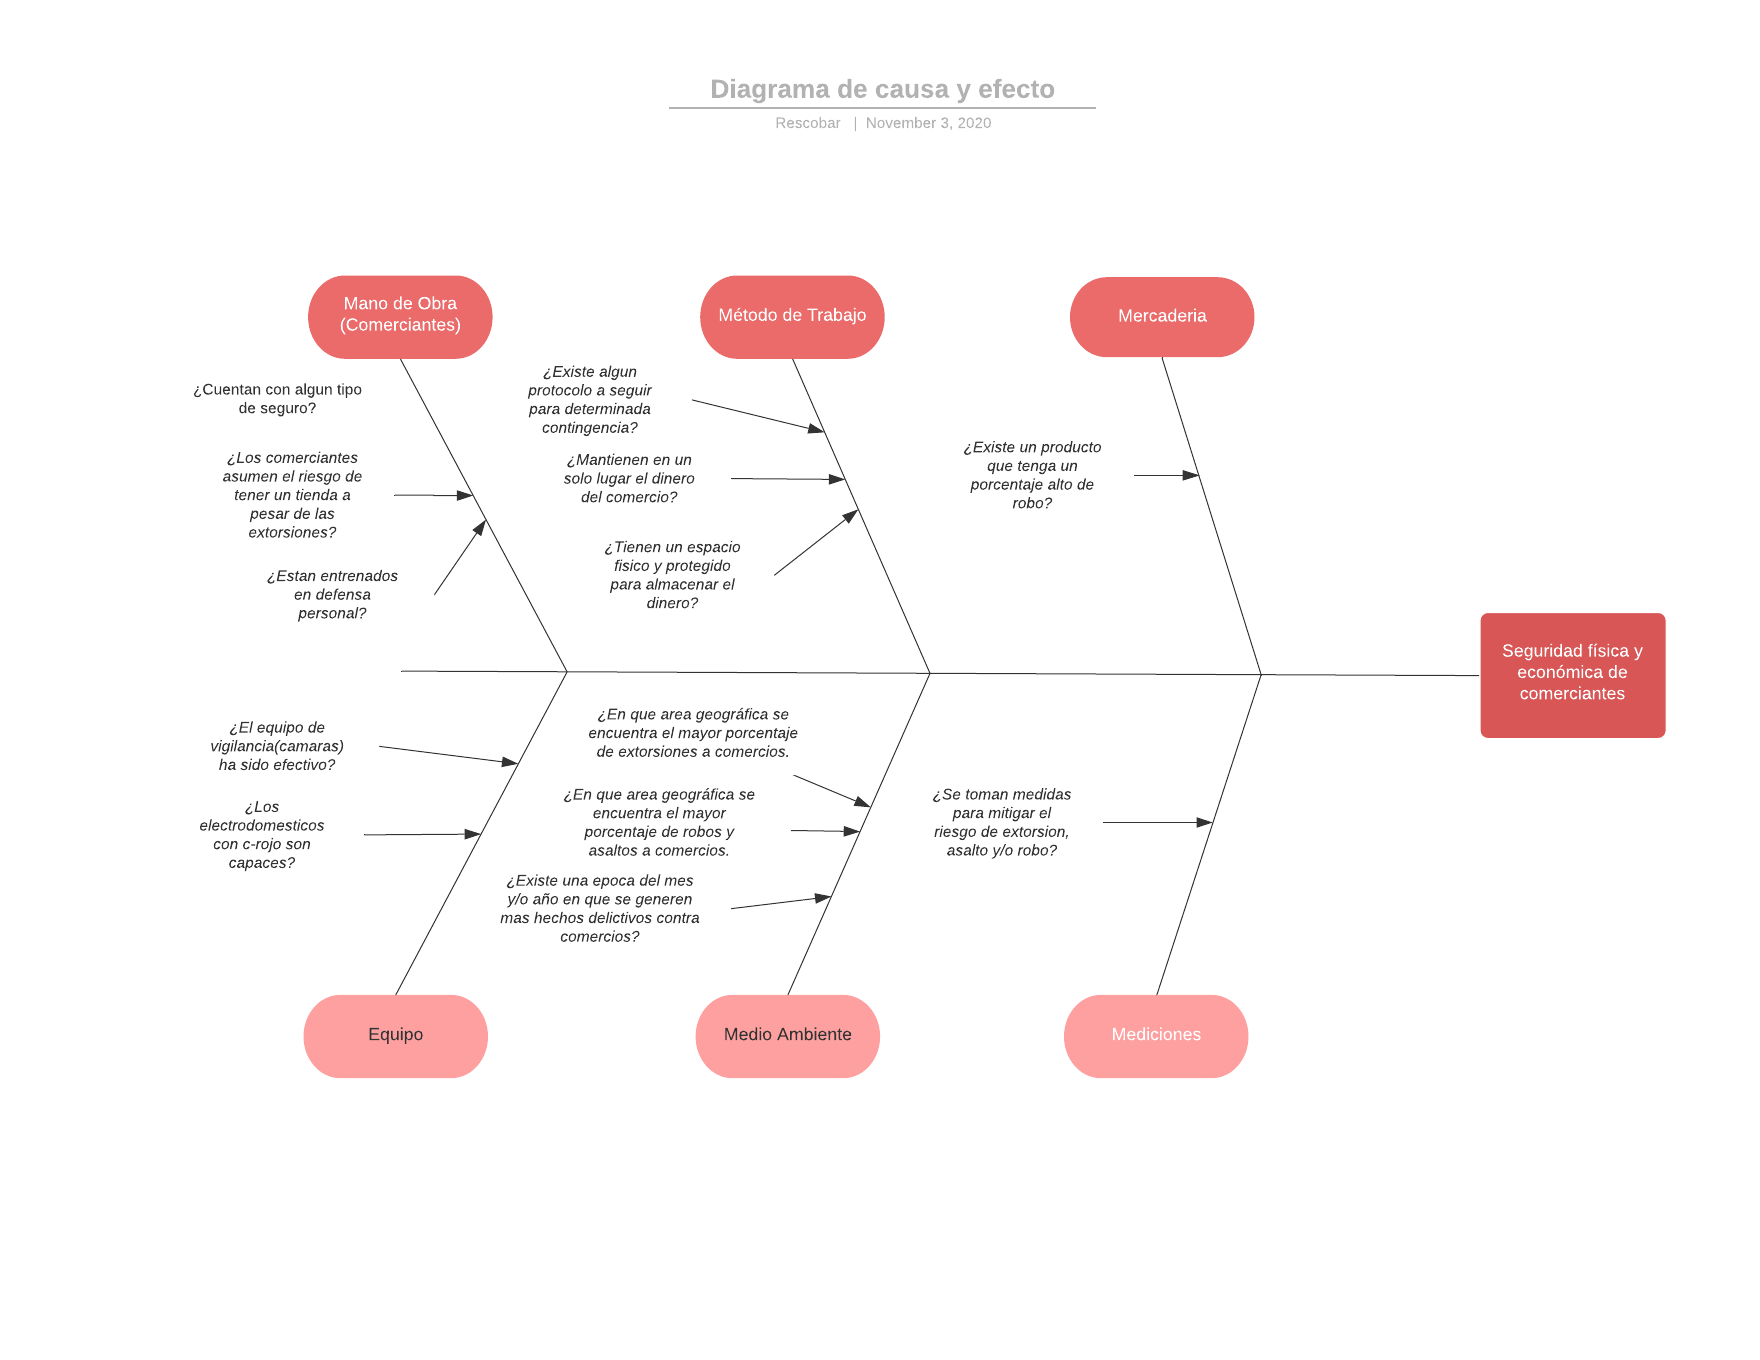 Diagrama de causa y efecto
Rescobar | November 3, 2020
Mano de Obra
(Comerciantes)
Método de Trabajo
Mercaderia
¿Cuentan con algun tipo
de seguro?
¿Los comerciantes
asumen el riesgo de
tener un tienda a
pesar de las
extorsiones?
¿Estan entrenados
en defensa
personal?
¿Existe algun
protocolo a seguir
para determinada
contingencia?
¿Mantienen en un
solo lugar el dinero
del comercio?
¿Tienen un espacio
fisico y protegido
para almacenar el
dinero?
¿Existe un producto
que tenga un
porcentaje alto de
robo?
Seguridad física y
económica de
comerciantes
¿El equipo de
vigilancia(camaras)
ha sido efectivo?
¿Los
electrodomesticos
con c-rojo son
capaces?
¿En que area geográfica se
encuentra el mayor porcentaje
de extorsiones a comercios.
¿En que area geográfica se
encuentra el mayor
porcentaje de robos y
asaltos a comercios.
¿Existe una epoca del mes
y/o año en que se generen
mas hechos delictivos contra
comercios?
¿Se toman medidas
para mitigar el
riesgo de extorsion,
asalto y/o robo?
Equipo
Medio Ambiente
Mediciones